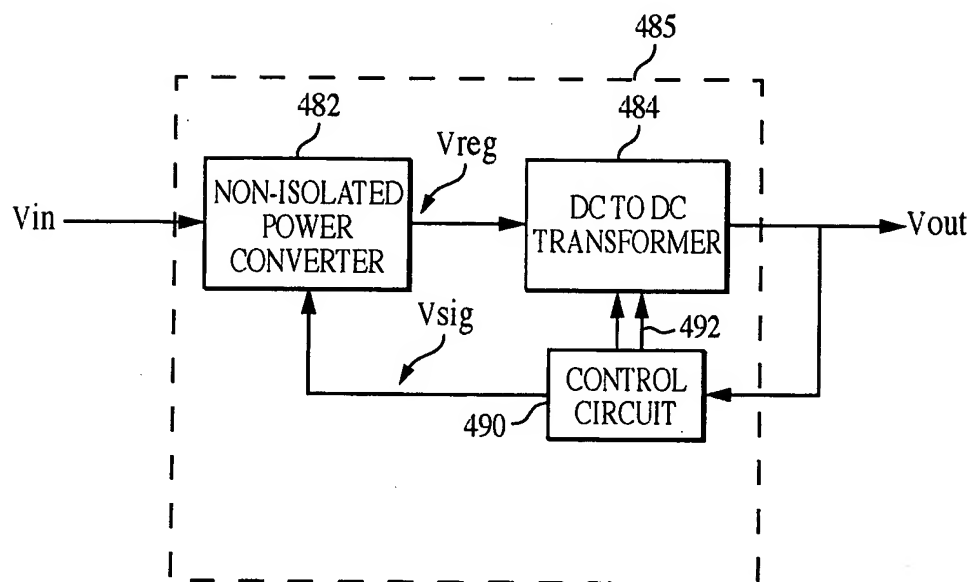 485
482
484
Vreg
NON-ISOLATED
POWER
CONVERTER
DC TO DC
TRANSFORMER
Vin
Vout
Vsig
492
CONTROL
CIRCUIT
490